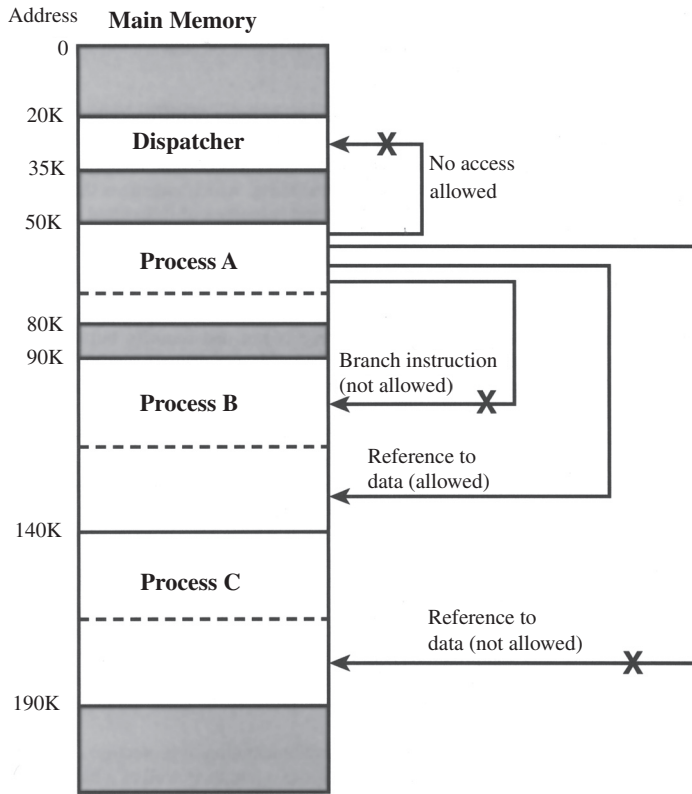 Address
Main Memory
0
20K
Dispatcher
35K
No access
allowed
50K
Process A
80K
90K
Branch instruction
(not allowed)
Process B
X
Reference to
data (allowed)
140K
Process C
Reference to
data (not allowed)
X
190K